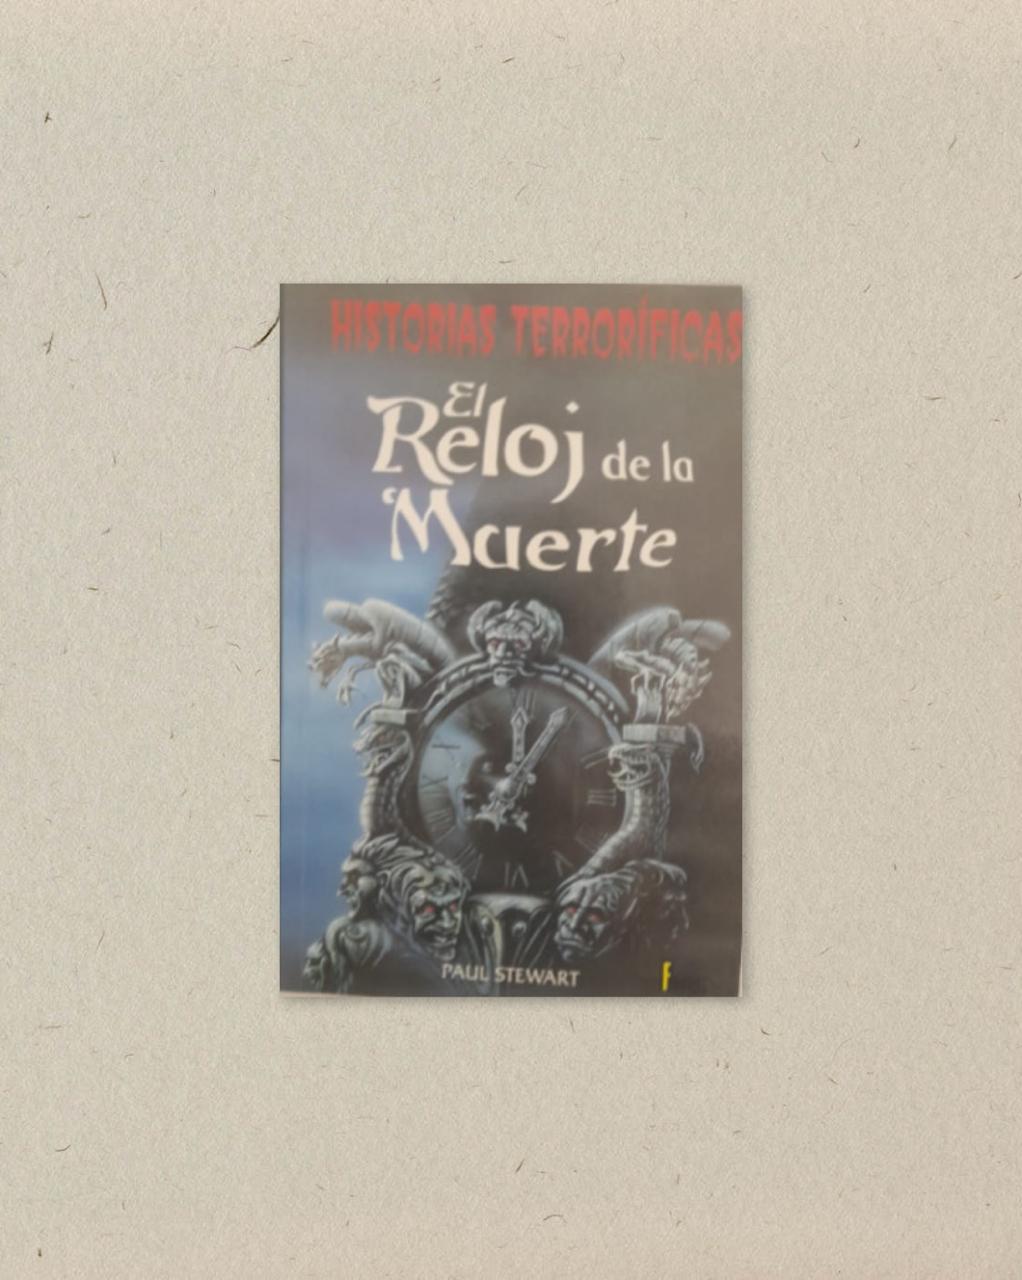 HISTORIAS TERRORÍFICAS
El
Reloj de la
Muerte
PAUL STEWART
F